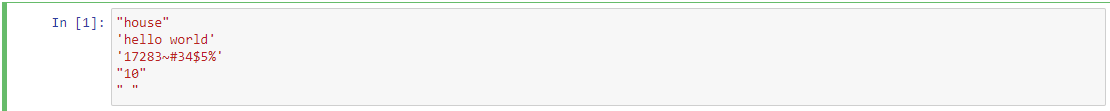 In [1]: "house"
'hello world'
'17283~#34$5%'
"10"
" "